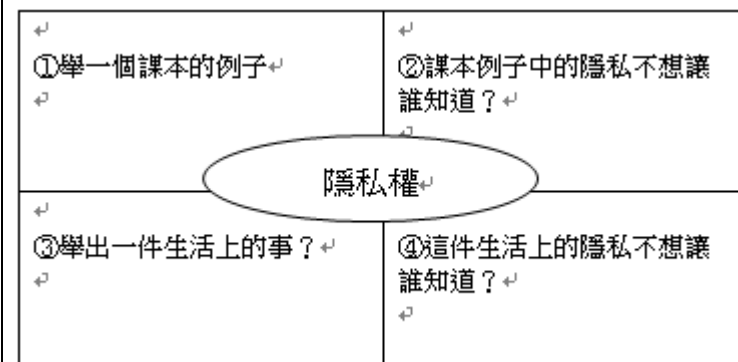 ①舉一個課本的例子
②課本例子中的隱私不想讓
誰知道？
隱私權
③舉出一件生活上的事？
④這件生活上的隱私不想讓
誰知道？